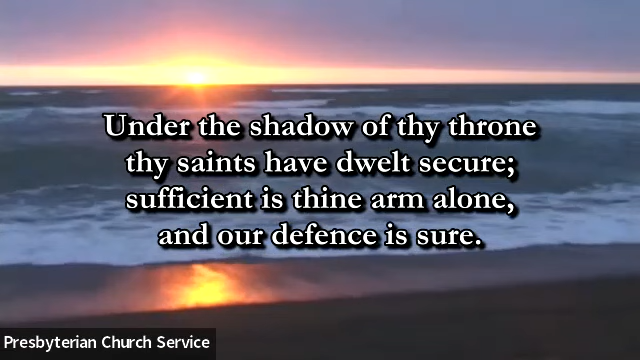 Under the shadow of thy throne
thy saints have dwelt secure;
sufficient is thine arm alone,
and our defence is sure.
Presbyterian Church Service